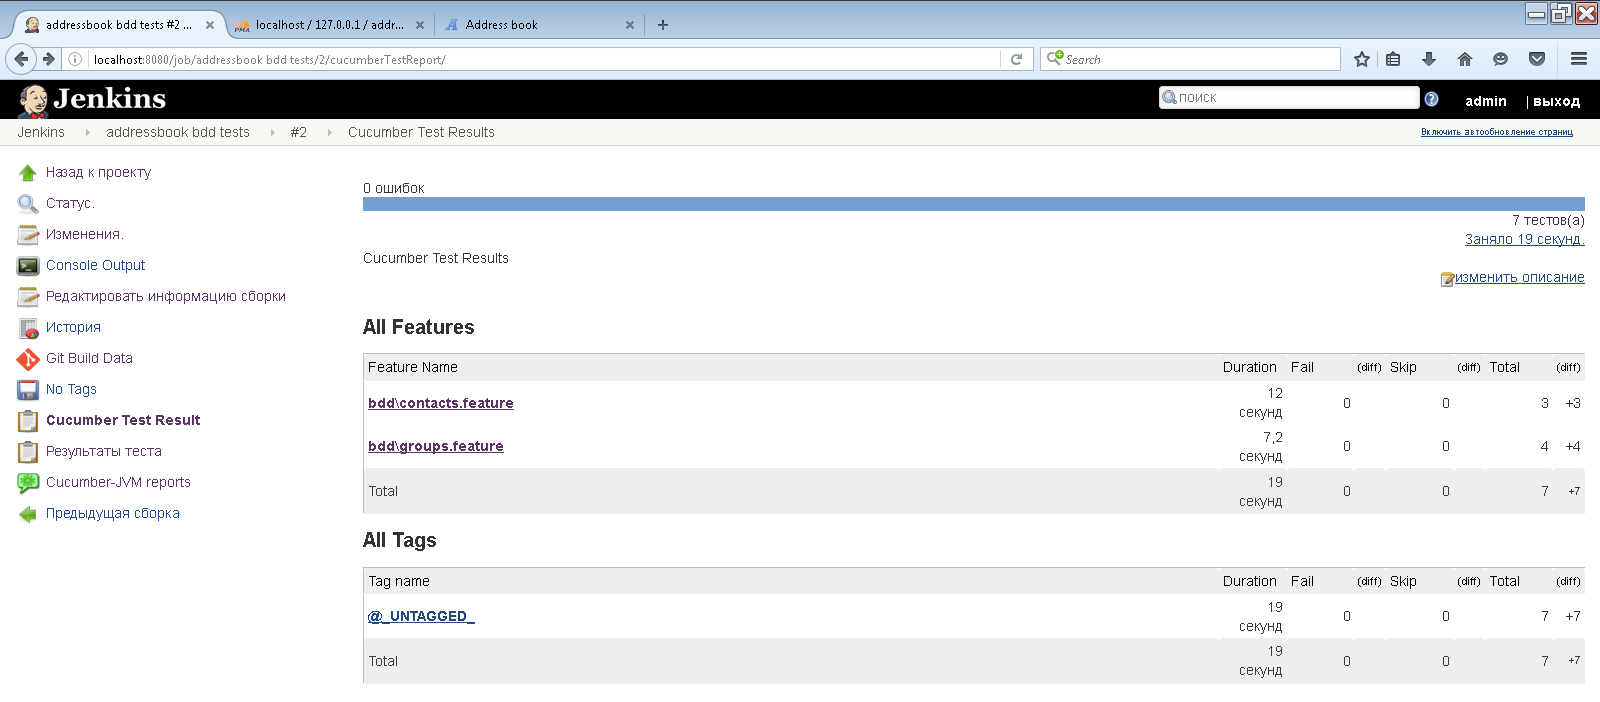 addressbook bdd tests #2 ...
localhost / 127.0.0.1 / addr...
Address book
localhost:8080/job/addressbook bdd tests/2/cucumberTestReport/
Search
Jenkins
поиск
admin
| выход
Jenkins
addressbook bdd tests
#2
Cucumber Test Results
Включить автообновление страниц
Назад к проекту
Статус.
Изменения.
Console Output
Редактировать информацию сборки
История
Git Build Data
No Tags
Cucumber Test Result
Результаты теста
Cucumber-JVM reports
Предыдущая сборка
0 ошибок
7 тестов(а)
Заняло 19 секунд.
Cucumber Test Results
изменить описание
All Features
Feature Name Duration Fail (diff) Skip (diff) Total (diff)
bdd\contacts.feature 12 секунд 0 0 3 +3
bdd\groups.feature 7,2 секунд 0 0 4 +4
Total 19 секунд 0 0 7 +7
All Tags
Tag name Duration Fail (diff) Skip (diff) Total (diff)
@_UNTAGGED_ 19 секунд 0 0 7 +7
Total 19 секунд 0 0 7 +7